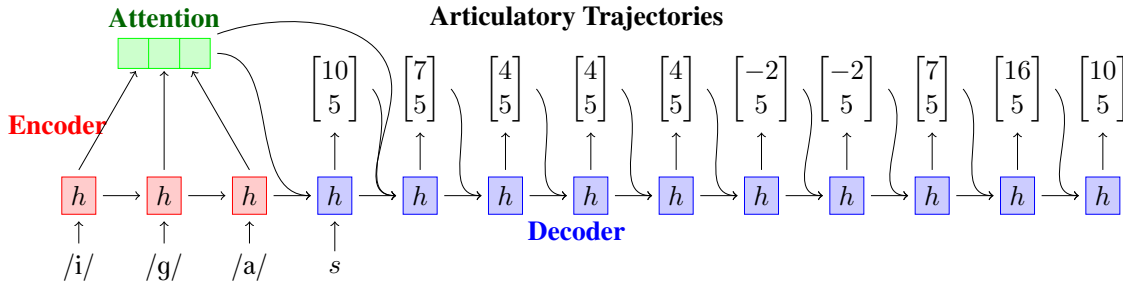 Attention
Articulatory Trajectories
10 7 4 4 4 −2 −2 7 16 10
5 5 5 5 5 5 5 5 5 5
Encoder
h h h h h h h h h h h h h
Decoder
/i/ /g/ /a/ s